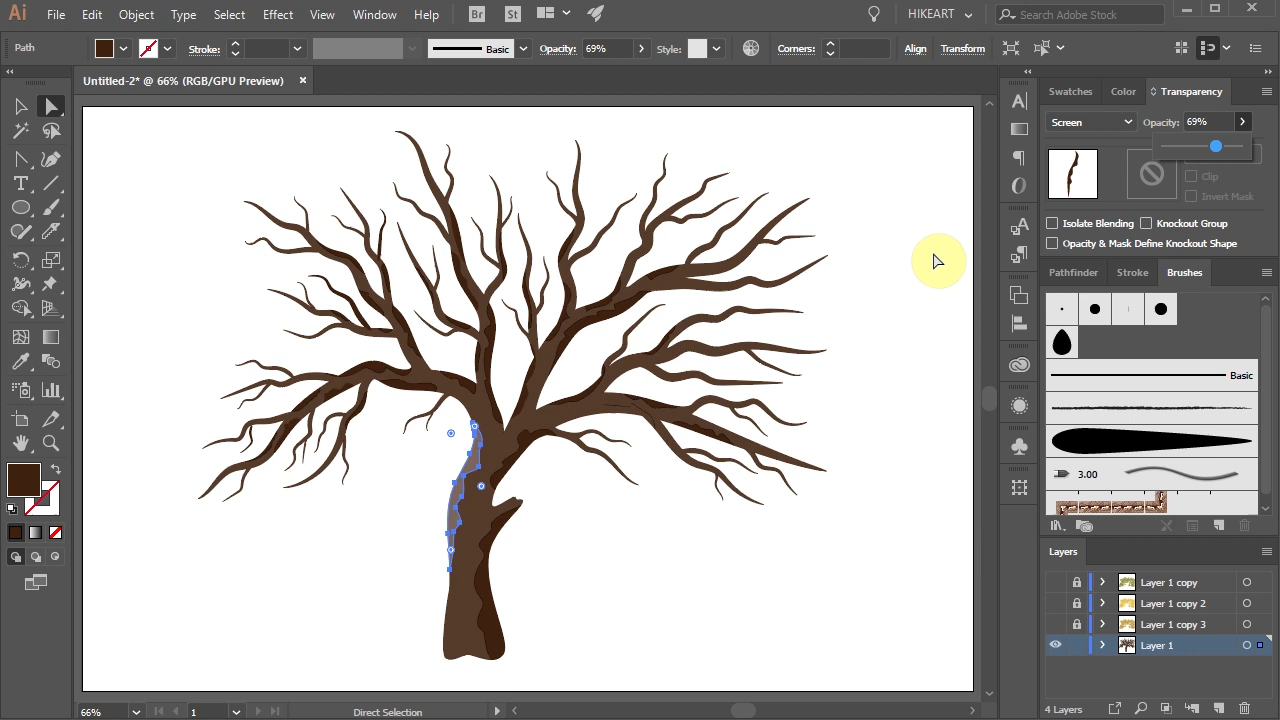 Ai File Edit Object Type Select Effect View Window Help Br St HIKEART Search Adobe Stock
Path Stroke: Basic Opacity: 69% Style: Corners: Align Transform
Untitled-2* @ 66% (RGB/GPU Preview)
Swatches Color Transparency
Screen Opacity: 69%
Clip
Invert Mask
Isolate Blending Knockout Group
Opacity & Mask Define Knockout Shape
Pathfinder Stroke Brushes
Basic
3.00
Layers
Layer 1 copy
Layer 1 copy 2
Layer 1 copy 3
Layer 1
66% 1 Direct Selection 4 Layers